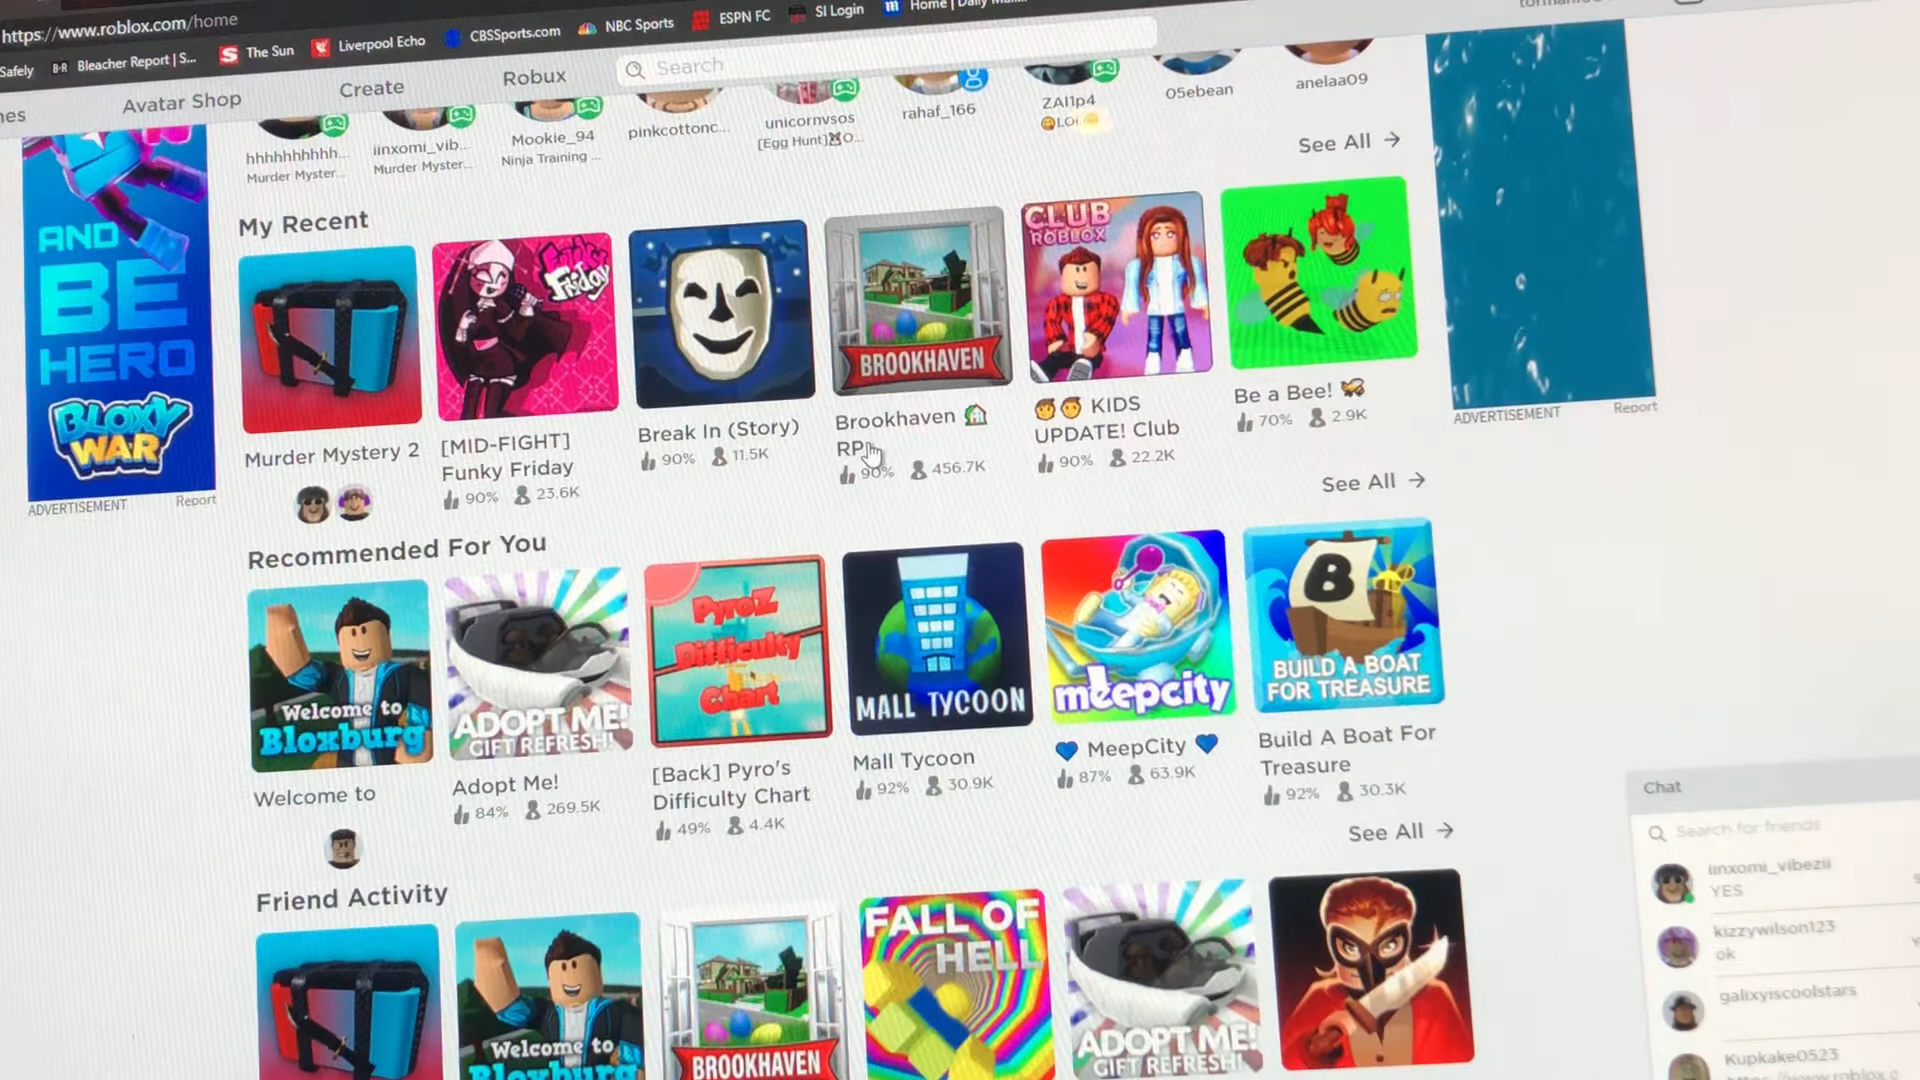 https://www.roblox.com/home
Safely
B-R Bleacher Report | S...
The Sun
Liverpool Echo
CBSSports.com
NBC Sports
ESPN FC
SI Login
Home | Daily
Avatar Shop
Create
Robux
Search
hhhhhhhhhh...
Murder Myster...
iinxomi_vib...
Murder Myster...
Mookie_94
Ninja Training ...
pinkcottonc...
unicornvsos
[Egg Hunt]
rahaf_166
ZAI1p4
05ebean
anelaa09
See All →
AND
BE
HERO
BLOXY
WAR
ADVERTISEMENT
Report
My Recent
Funky Friday
BROOKHAVEN
CLUB
ROBLOX
Murder Mystery 2
[MID-FIGHT]
Funky Friday
90% 23.6K
Break In (Story)
90% 11.5K
Brookhaven 🏠
RP
90% 456.7K
KIDS
UPDATE! Club
90% 22.2K
Be a Bee! 🐝
70% 2.9K
ADVERTISEMENT
Report
See All →
Recommended For You
Welcome to
Bloxburg
ADOPT ME!
GIFT REFRESH!
PyroZ
Difficulty
Chart
MALL TYCOON
meepcity
B
BUILD A BOAT
FOR TREASURE
Welcome to
Adopt Me!
84% 269.5K
[Back] Pyro's
Difficulty Chart
49% 4.4K
Mall Tycoon
92% 30.9K
💙 MeepCity 💙
87% 63.9K
Build A Boat For
Treasure
92% 30.3K
See All →
Friend Activity
Welcome to
Bloxburg
BROOKHAVEN
FALL OF
HELL
ADOPT ME!
GIFT REFRESH!
Chat
Search for friends
iinxomi_vibezii
YES
kizzywilson123
ok
galixyiscoolstars
Kupkake0523